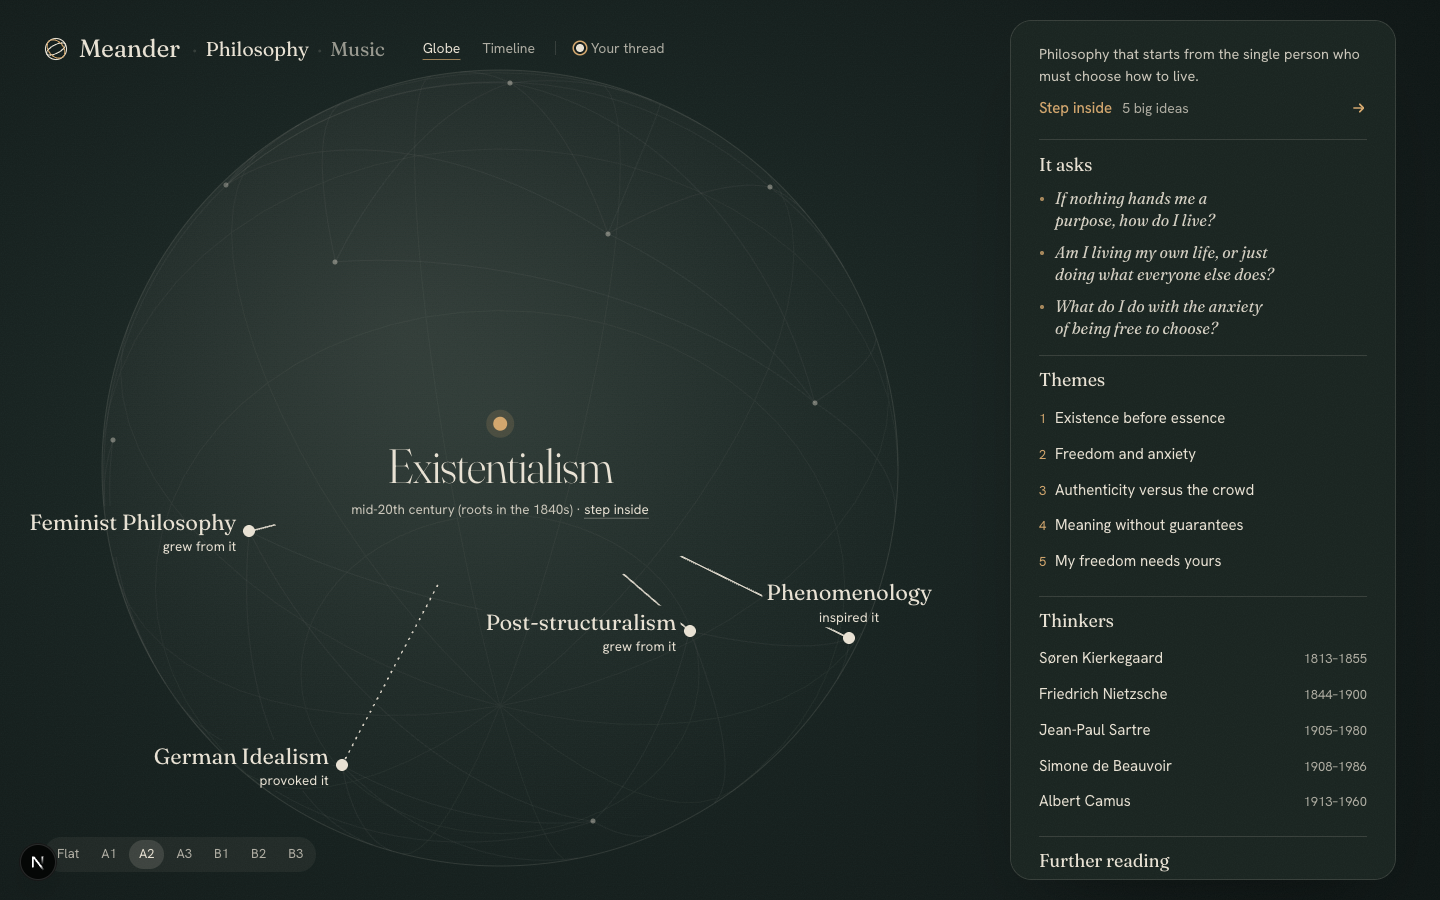 Meander · Philosophy · Music
Globe
Timeline
Your thread
Existentialism
mid-20th century (roots in the 1840s) · step inside
Feminist Philosophy
grew from it
Phenomenology
inspired it
Post-structuralism
grew from it
German Idealism
provoked it
N
Flat
A1
A2
A3
B1
B2
B3
Philosophy that starts from the single person who
must choose how to live.
Step inside 5 big ideas →
It asks
• If nothing hands me a
purpose, how do I live?
• Am I living my own life, or just
doing what everyone else does?
• What do I do with the anxiety
of being free to choose?
Themes
1 Existence before essence
2 Freedom and anxiety
3 Authenticity versus the crowd
4 Meaning without guarantees
5 My freedom needs yours
Thinkers
Søren Kierkegaard 1813–1855
Friedrich Nietzsche 1844–1900
Jean-Paul Sartre 1905–1980
Simone de Beauvoir 1908–1986
Albert Camus 1913–1960
Further reading